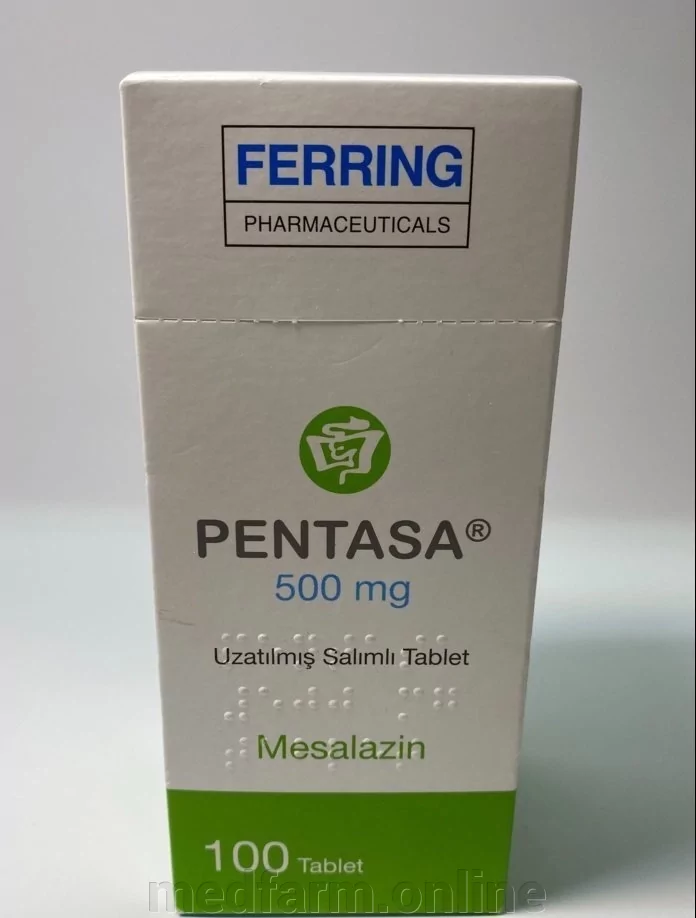 FERRING
PHARMACEUTICALS
PENTASA®
500 mg
Uzatılmış Salımlı Tablet
Mesalazin
100 Tablet
medfarm.online